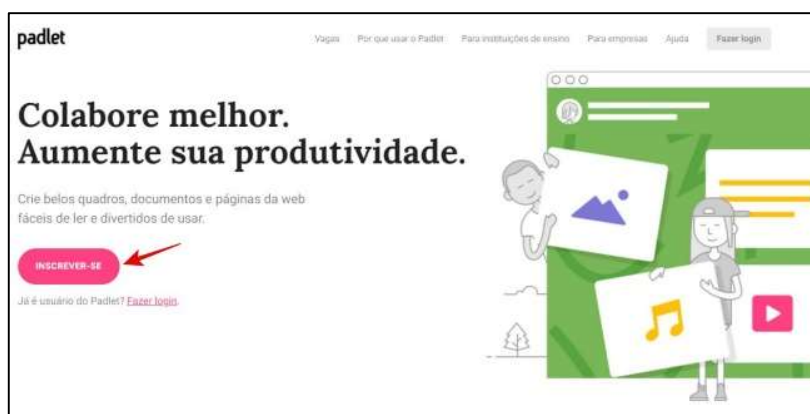 padlet
Vagas Por que usar o Padlet Para instituições de ensino Para empresas Ajuda Fazer login
Colabore melhor.
Aumente sua produtividade.
Crie belos quadros, documentos e páginas da web
fáceis de ler e divertidos de usar.
INSCREVER-SE
Já é usuário do Padlet? Fazer login.